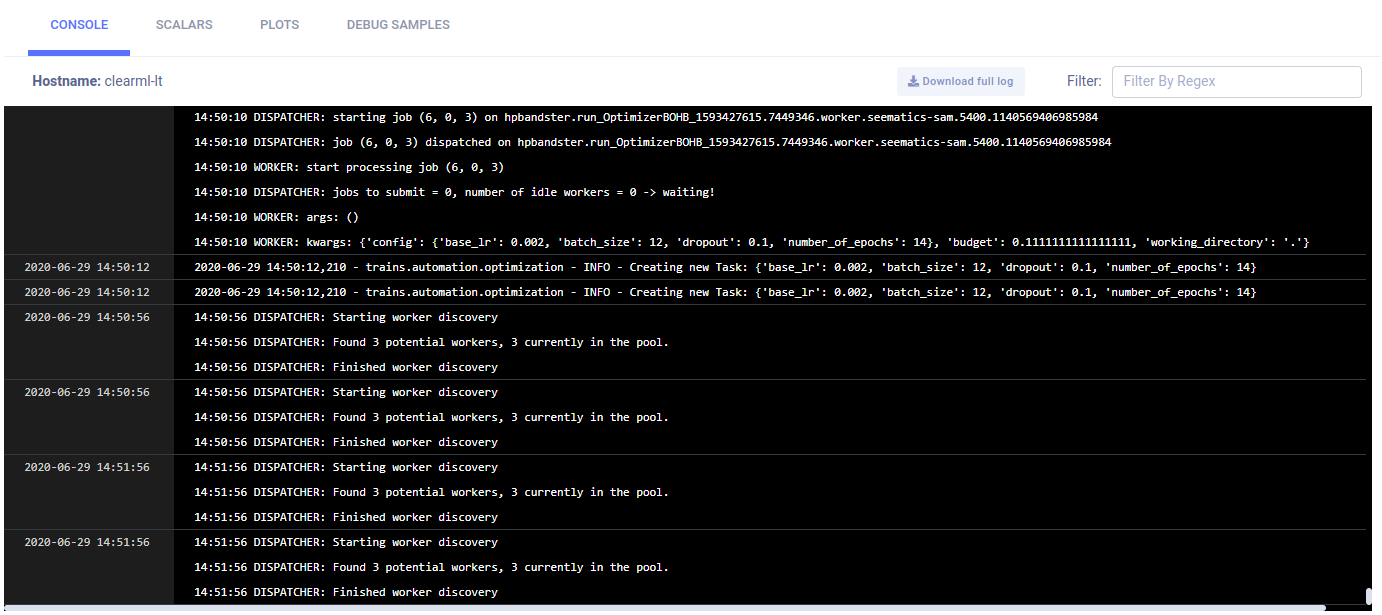 CONSOLE SCALARS PLOTS DEBUG SAMPLES
Hostname: clearml-lt Download full log Filter: Filter By Regex
14:50:10 DISPATCHER: starting job (6, 0, 3) on hpbandster.run_OptimizerBOHB_1593427615.7449346.worker.seematics-sam.5400.1140569406985984
14:50:10 DISPATCHER: job (6, 0, 3) dispatched on hpbandster.run_OptimizerBOHB_1593427615.7449346.worker.seematics-sam.5400.1140569406985984
14:50:10 WORKER: start processing job (6, 0, 3)
14:50:10 DISPATCHER: jobs to submit = 0, number of idle workers = 0 -> waiting!
14:50:10 WORKER: args: ()
14:50:10 WORKER: kwargs: {'config': {'base_lr': 0.002, 'batch_size': 12, 'dropout': 0.1, 'number_of_epochs': 14}, 'budget': 0.1111111111111111, 'working_directory': '.'}
2020-06-29 14:50:12 2020-06-29 14:50:12,210 - trains.automation.optimization - INFO - Creating new Task: {'base_lr': 0.002, 'batch_size': 12, 'dropout': 0.1, 'number_of_epochs': 14}
2020-06-29 14:50:12 2020-06-29 14:50:12,210 - trains.automation.optimization - INFO - Creating new Task: {'base_lr': 0.002, 'batch_size': 12, 'dropout': 0.1, 'number_of_epochs': 14}
2020-06-29 14:50:56 14:50:56 DISPATCHER: Starting worker discovery
14:50:56 DISPATCHER: Found 3 potential workers, 3 currently in the pool.
14:50:56 DISPATCHER: Finished worker discovery
2020-06-29 14:50:56 14:50:56 DISPATCHER: Starting worker discovery
14:50:56 DISPATCHER: Found 3 potential workers, 3 currently in the pool.
14:50:56 DISPATCHER: Finished worker discovery
2020-06-29 14:51:56 14:51:56 DISPATCHER: Starting worker discovery
14:51:56 DISPATCHER: Found 3 potential workers, 3 currently in the pool.
14:51:56 DISPATCHER: Finished worker discovery
2020-06-29 14:51:56 14:51:56 DISPATCHER: Starting worker discovery
14:51:56 DISPATCHER: Found 3 potential workers, 3 currently in the pool.
14:51:56 DISPATCHER: Finished worker discovery